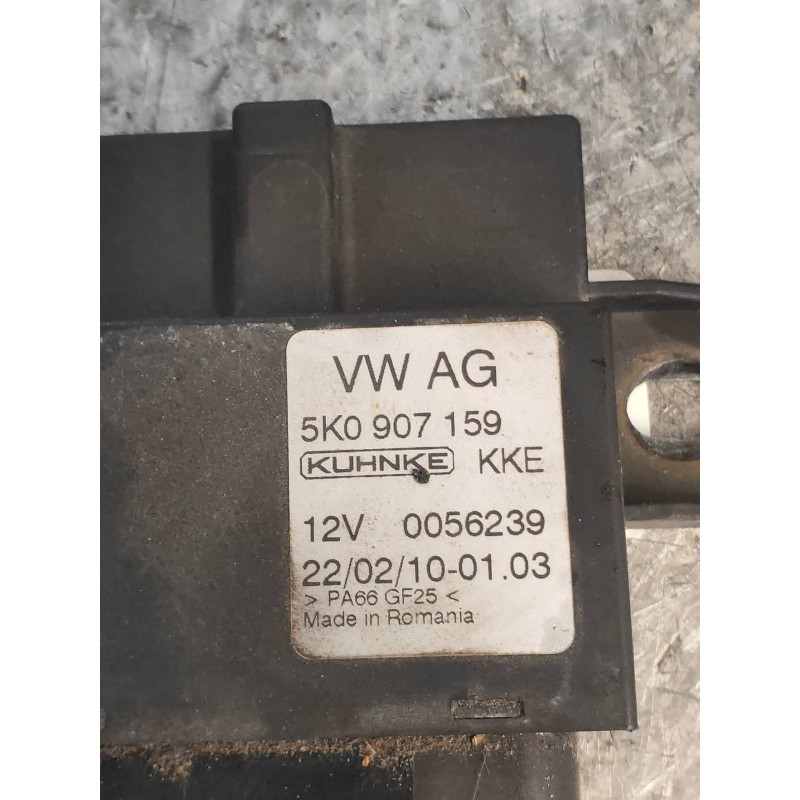 VW AG
5K0 907 159
KUHNKE KKE
12V 0056239
22/02/10-01.03
> PA66 GF25 <
Made in Romania